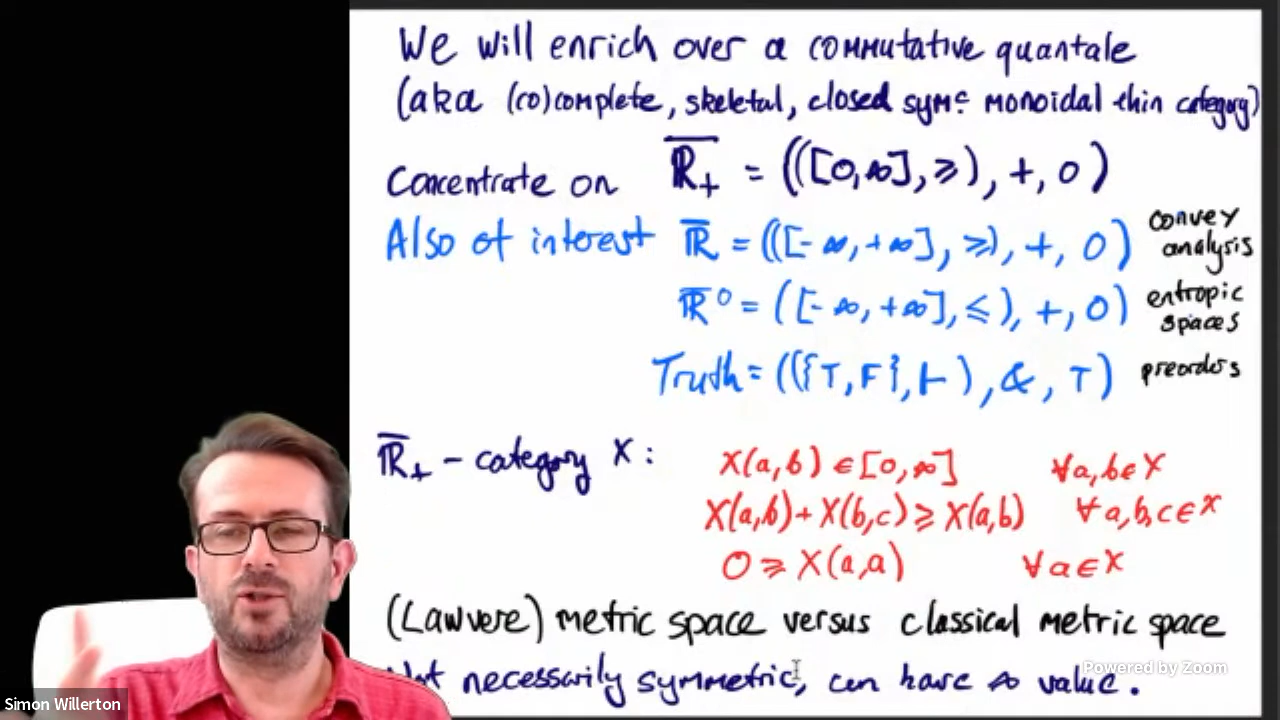 We will enrich over a commutative quantale
(aka (co)complete, skeletal, closed symᶜ monoidal thin category)
Concentrate on R̅₊ = (([0,∞],≥),+,0)
Also of interest R̅ = (([-∞,+∞],≥),+,0) convex analysis
R̅ᴼ = ([-∞,+∞],≤),+,0) entropic spaces
Truth = (({T,F},⊢),&,T) preorders
R̅₊-category X: X(a,b) ∈ [0,∞] ∀a,b∈X
X(a,b)+X(b,c) ≥ X(a,b) ∀a,b,c∈X
0 ≥ X(a,a) ∀a∈X
(Lawvere) metric space versus classical metric space
Powered by Zoom
Not necessarily symmetric, can have ∞ value.
Simon Willerton